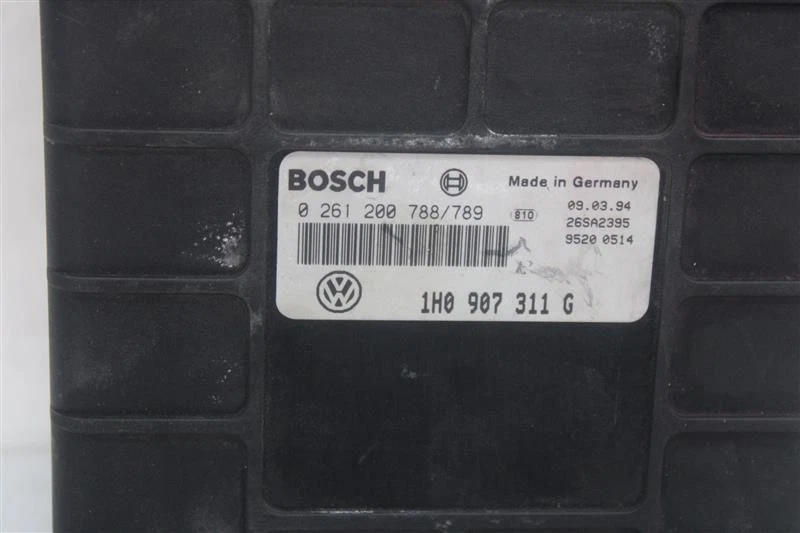 BOSCH
Made in Germany
0 261 200 788/789
810
09.03.94
26SA2395
9520 0514
VW
1H0 907 311 G